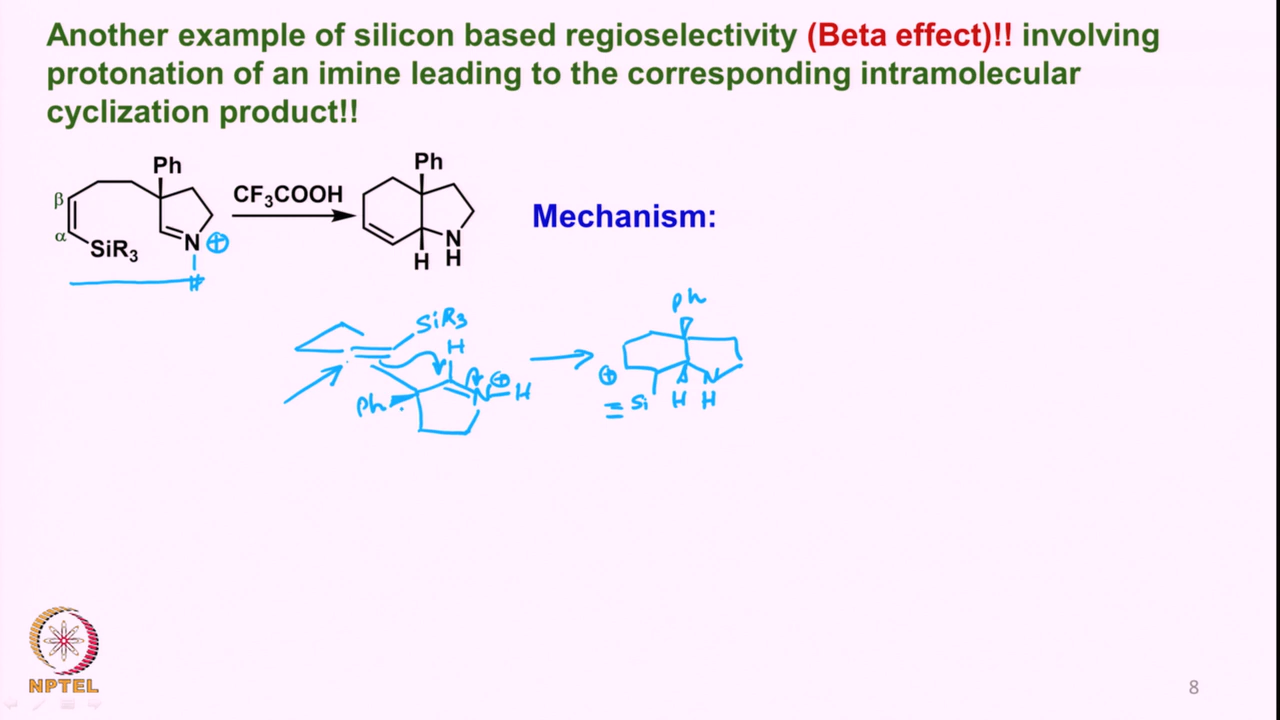 Another example of silicon based regioselectivity (Beta effect)!! involving
protonation of an imine leading to the corresponding intramolecular
cyclization product!!
Ph
β
α
SiR3
N
⊕
H
CF3COOH
Ph
N
H
H
Mechanism:
SiR3
H
⊕
N
H
Ph
Ph
⊕
≡Si
H
N
H
NPTEL
8